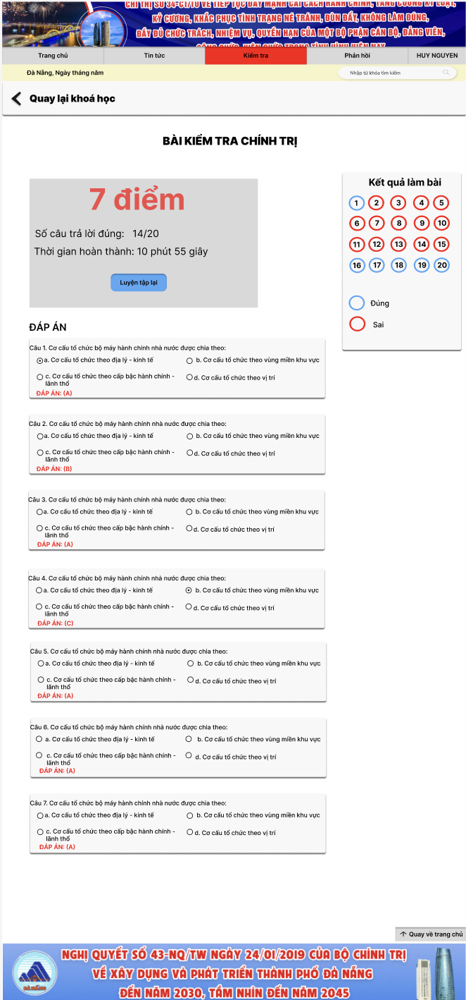 CHỈ THỊ SỐ 34-CT/TU VỀ TIẾP TỤC ĐẨY MẠNH CẢI CÁCH HÀNH CHÍNH, TĂNG CƯỜNG KỶ LUẬT,
KỶ CƯƠNG, KHẮC PHỤC TÌNH TRẠNG NÉ TRÁNH, ĐÙN ĐẨY, KHÔNG LÀM ĐÚNG,
ĐẦY ĐỦ CHỨC TRÁCH, NHIỆM VỤ, QUYỀN HẠN CỦA MỘT BỘ PHẬN CÁN BỘ, ĐẢNG VIÊN,
CÔNG CHỨC, VIÊN CHỨC TRONG TÌNH HÌNH HIỆN NAY
Trang chủ Tin tức Kiểm tra Phản hồi HUY NGUYEN
Đà Nẵng, Ngày tháng năm Nhập từ khóa tìm kiếm
Quay lại khoá học
BÀI KIỂM TRA CHÍNH TRỊ
7 điểm
Số câu trả lời đúng: 14/20
Thời gian hoàn thành: 10 phút 55 giây
Luyện tập lại
Kết quả làm bài
1 2 3 4 5
6 7 8 9 10
11 12 13 14 15
16 17 18 19 20
Đúng
Sai
ĐÁP ÁN
Câu 1. Cơ cấu tổ chức bộ máy hành chính nhà nước được chia theo:
a. Cơ cấu tổ chức theo địa lý - kinh tế b. Cơ cấu tổ chức theo vùng miền khu vực
c. Cơ cấu tổ chức theo cấp bậc hành chính - d. Cơ cấu tổ chức theo vị trí
lãnh thổ
ĐÁP ÁN: (A)
Câu 2. Cơ cấu tổ chức bộ máy hành chính nhà nước được chia theo:
a. Cơ cấu tổ chức theo địa lý - kinh tế b. Cơ cấu tổ chức theo vùng miền khu vực
c. Cơ cấu tổ chức theo cấp bậc hành chính - d. Cơ cấu tổ chức theo vị trí
lãnh thổ
ĐÁP ÁN: (B)
Câu 3. Cơ cấu tổ chức bộ máy hành chính nhà nước được chia theo:
a. Cơ cấu tổ chức theo địa lý - kinh tế b. Cơ cấu tổ chức theo vùng miền khu vực
c. Cơ cấu tổ chức theo cấp bậc hành chính - d. Cơ cấu tổ chức theo vị trí
lãnh thổ
ĐÁP ÁN: (A)
Câu 4. Cơ cấu tổ chức bộ máy hành chính nhà nước được chia theo:
a. Cơ cấu tổ chức theo địa lý - kinh tế b. Cơ cấu tổ chức theo vùng miền khu vực
c. Cơ cấu tổ chức theo cấp bậc hành chính - d. Cơ cấu tổ chức theo vị trí
lãnh thổ
ĐÁP ÁN: (C)
Câu 5. Cơ cấu tổ chức bộ máy hành chính nhà nước được chia theo:
a. Cơ cấu tổ chức theo địa lý - kinh tế b. Cơ cấu tổ chức theo vùng miền khu vực
c. Cơ cấu tổ chức theo cấp bậc hành chính - d. Cơ cấu tổ chức theo vị trí
lãnh thổ
ĐÁP ÁN: (A)
Câu 6. Cơ cấu tổ chức bộ máy hành chính nhà nước được chia theo:
a. Cơ cấu tổ chức theo địa lý - kinh tế b. Cơ cấu tổ chức theo vùng miền khu vực
c. Cơ cấu tổ chức theo cấp bậc hành chính - d. Cơ cấu tổ chức theo vị trí
lãnh thổ
ĐÁP ÁN: (A)
Câu 7. Cơ cấu tổ chức bộ máy hành chính nhà nước được chia theo:
a. Cơ cấu tổ chức theo địa lý - kinh tế b. Cơ cấu tổ chức theo vùng miền khu vực
c. Cơ cấu tổ chức theo cấp bậc hành chính - d. Cơ cấu tổ chức theo vị trí
lãnh thổ
ĐÁP ÁN: (A)
Quay về trang chủ
NGHỊ QUYẾT SỐ 43-NQ/TW NGÀY 24/01/2019 CỦA BỘ CHÍNH TRỊ
VỀ XÂY DỰNG VÀ PHÁT TRIỂN THÀNH PHỐ ĐÀ NẴNG
ĐẾN NĂM 2030, TẦM NHÌN ĐẾN NĂM 2045
ĐÀ NẴNG